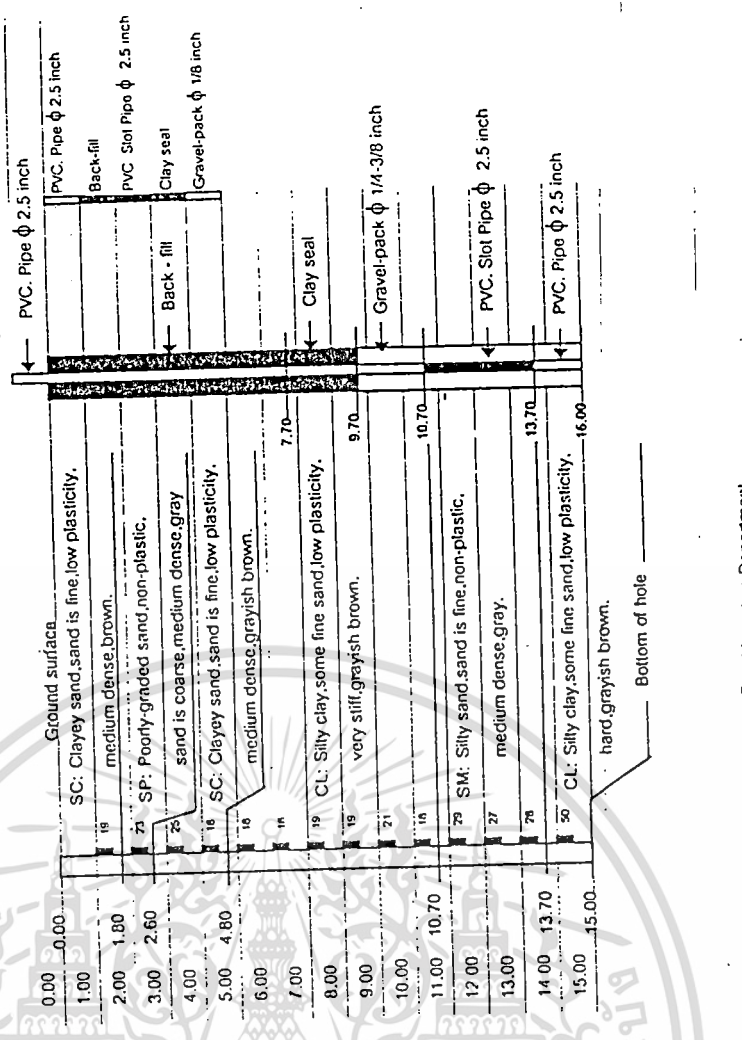 PVC. Pipe ϕ 2.5 inch
PVC. Pipe ϕ 2.5 inch
Back-fill
PVC Slot Pipo ϕ 2.5 inch
Clay seal
Gravel-pack ϕ 1/8 inch
Back - fill
Clay seal
Gravel-pack ϕ 1/4-3/8 inch
PVC. Slot Pipe ϕ 2.5 inch
PVC. Pipe ϕ 2.5 inch
7.70
9.70
10.70
13.70
16.00
Ground surface
SC: Clayey sand,sand is fine,low plasticity,
medium dense,brown.
SP: Poorly-graded sand,non-plastic,
sand is coarse,medium dense,gray
SC: Clayey sand,sand is fine,low plasticity,
medium dense,grayish brown.
CL: Silty clay,some fine sand,low plasticity,
very stiff,grayish brown.
SM: Silty sand,sand is fine,non-plastic,
medium dense,gray.
CL: Silty clay,some fine sand,low plasticity,
hard,grayish brown.
Bottom of hole
19
23
25
18
18
18
19
19
21
18
29
27
28
50
0.00
1.80
2.60
4.80
10.70
13.70
15.00
0.00
1.00
2.00
3.00
4.00
5.00
6.00
7.00
8.00
9.00
10.00
11.00
12 00
13.00
14 00
15.00